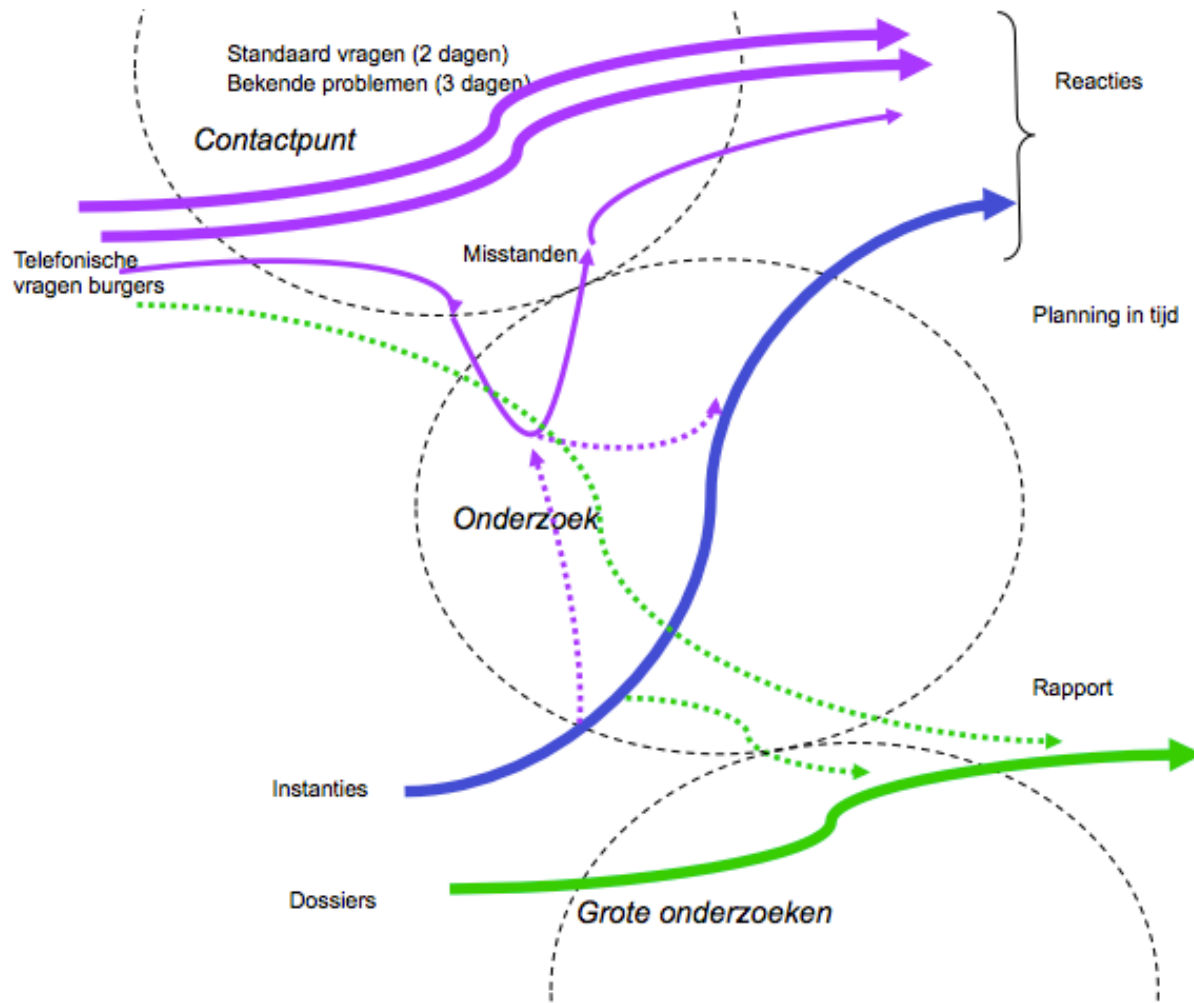 Standaard vragen (2 dagen)
Bekende problemen (3 dagen)
Reacties
Contactpunt
Telefonische
vragen burgers
Misstanden
Planning in tijd
Onderzoek
Rapport
Instanties
Dossiers
Grote onderzoeken